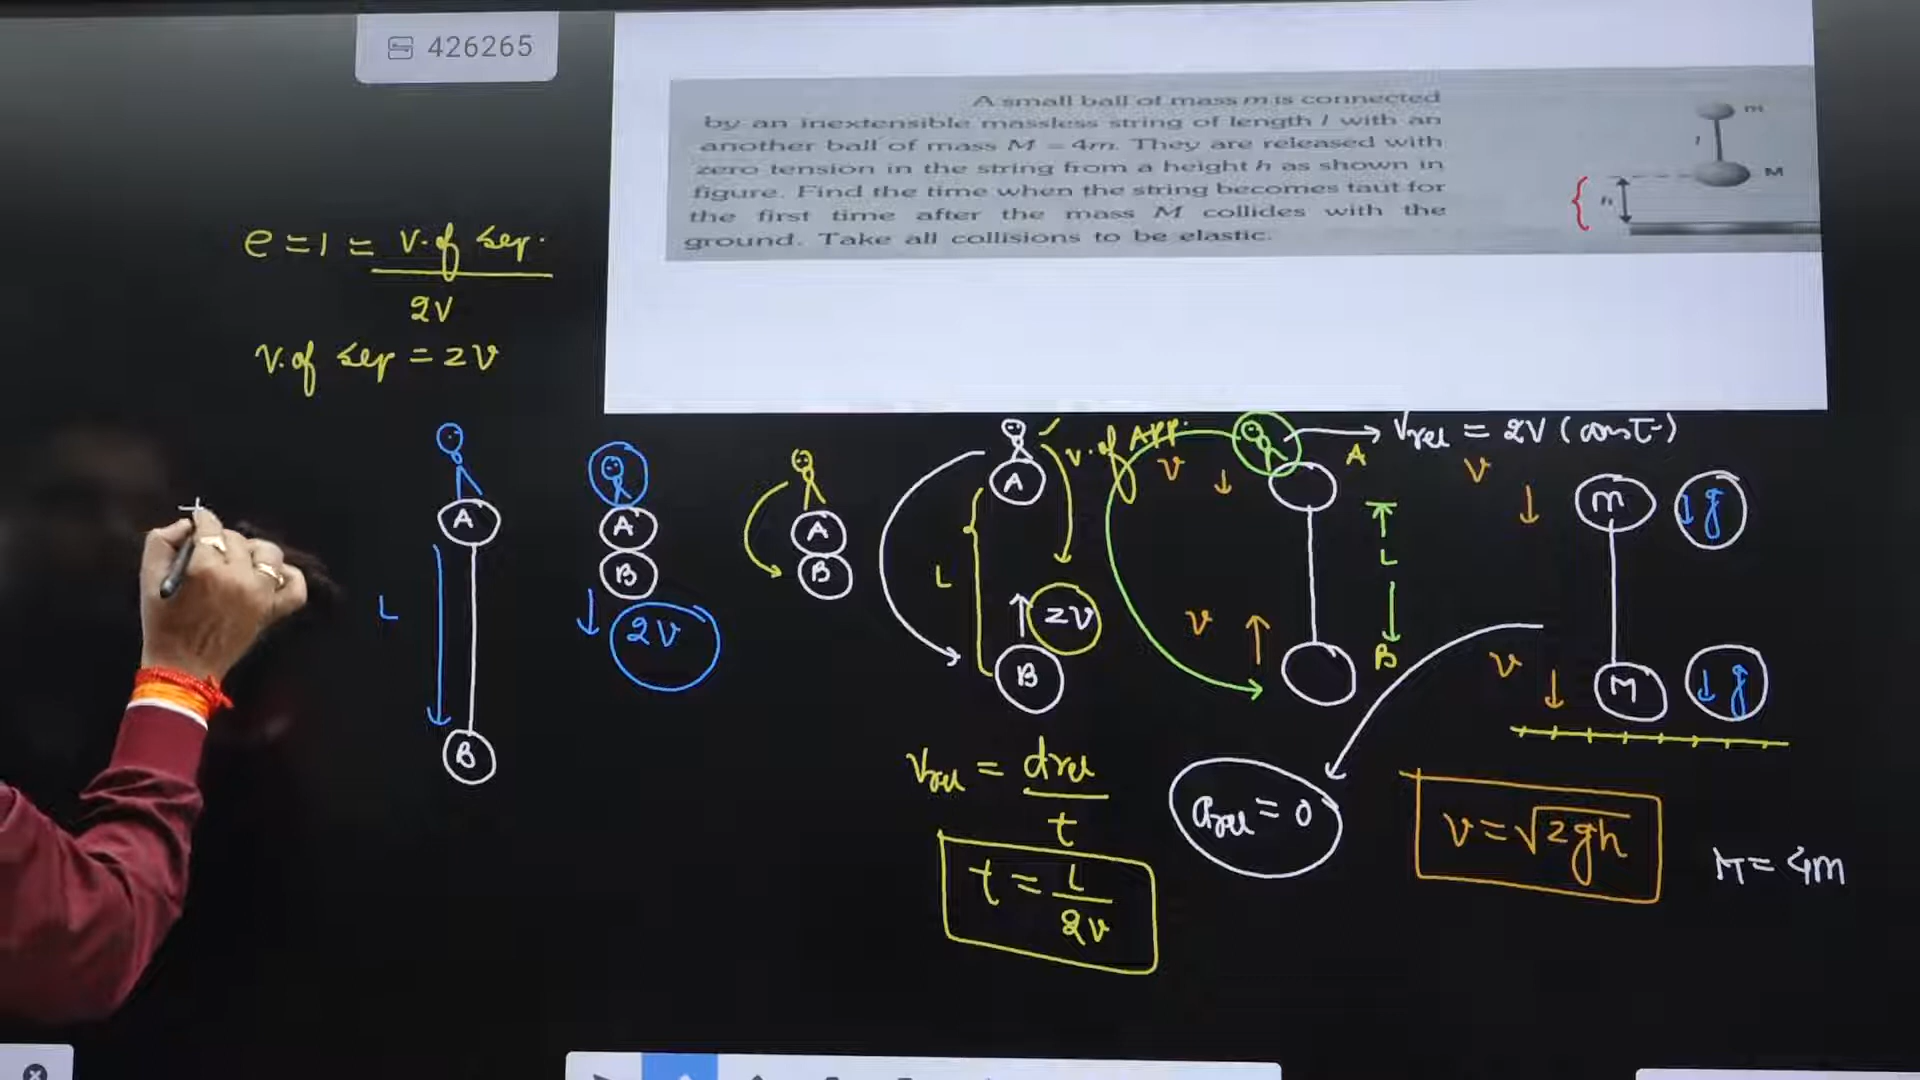 426265
A small ball of mass m is connected
by an inextensible massless string of length l with an
another ball of mass M = 4m. They are released with
zero tension in the string from a height h as shown in
figure. Find the time when the string becomes taut for
the first time after the mass M collides with the
ground. Take all collisions to be elastic.
m
l
M
h
e = 1 = v. of sep.
2v
v. of sep = 2v
A
L
B
A
B
2v
A
B
A
v. of App.
L
2v
B
v
Vrel = 2v (const)
A
L
v
B
v
m
g
v
M
g
Vrel = drel
t
t = L
2v
arel = 0
v = √2gh
M = 4m